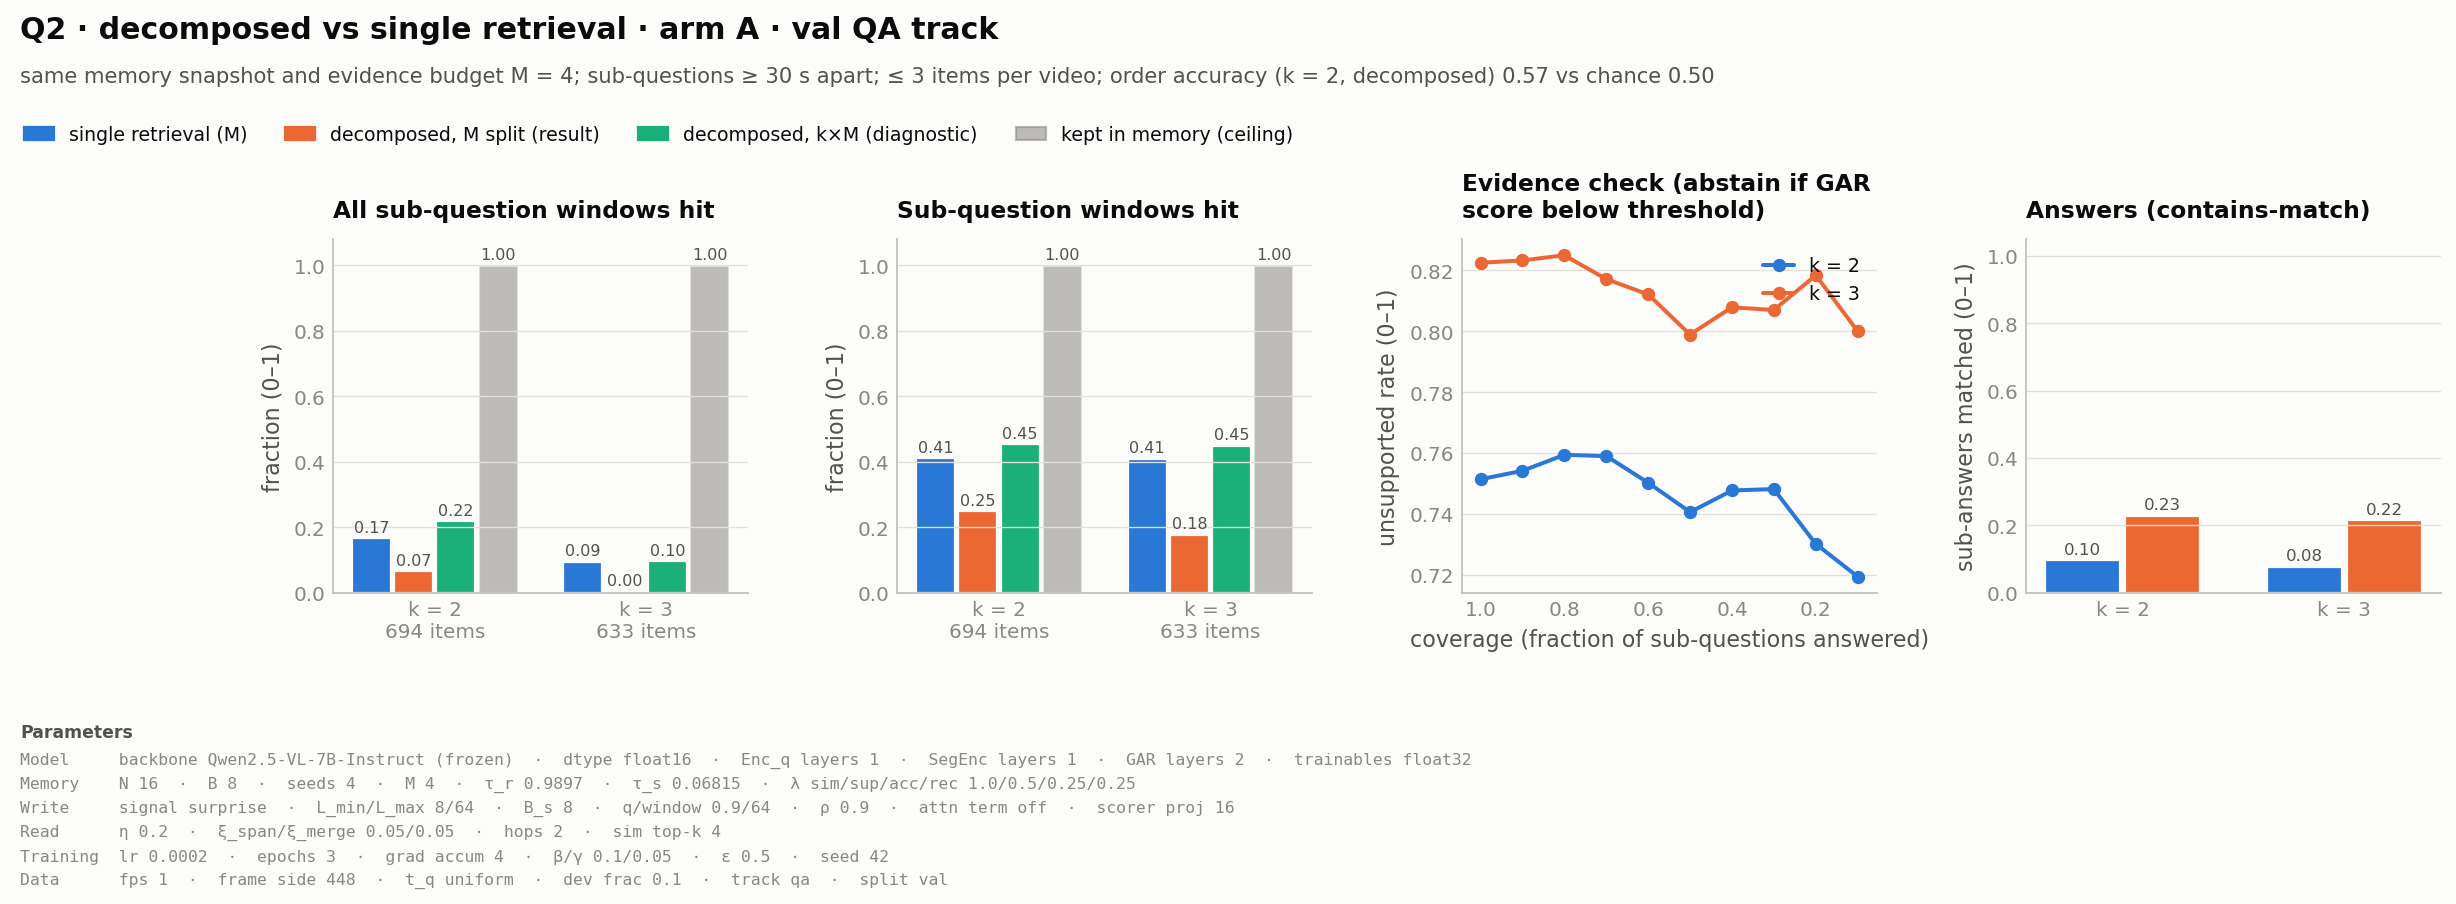 Q2 · decomposed vs single retrieval · arm A · val QA track
same memory snapshot and evidence budget M = 4; sub-questions ≥ 30 s apart; ≤ 3 items per video; order accuracy (k = 2, decomposed) 0.57 vs chance 0.50
single retrieval (M)
decomposed, M split (result)
decomposed, k×M (diagnostic)
kept in memory (ceiling)
All sub-question windows hit
fraction (0–1)
1.0
0.8
0.6
0.4
0.2
0.0
0.17
0.07
0.22
1.00
0.09
0.00
0.10
1.00
k = 2
694 items
k = 3
633 items
Sub-question windows hit
fraction (0–1)
1.0
0.8
0.6
0.4
0.2
0.0
0.41
0.25
0.45
1.00
0.41
0.18
0.45
1.00
k = 2
694 items
k = 3
633 items
Evidence check (abstain if GAR
score below threshold)
unsupported rate (0–1)
0.82
0.80
0.78
0.76
0.74
0.72
k = 2
k = 3
1.0 0.8 0.6 0.4 0.2
coverage (fraction of sub-questions answered)
Answers (contains-match)
sub-answers matched (0–1)
1.0
0.8
0.6
0.4
0.2
0.0
0.10
0.23
0.08
0.22
k = 2
k = 3
Parameters
Model backbone Qwen2.5-VL-7B-Instruct (frozen) · dtype float16 · Enc_q layers 1 · SegEnc layers 1 · GAR layers 2 · trainables float32
Memory N 16 · B 8 · seeds 4 · M 4 · τ_r 0.9897 · τ_s 0.06815 · λ sim/sup/acc/rec 1.0/0.5/0.25/0.25
Write signal surprise · L_min/L_max 8/64 · B_s 8 · q/window 0.9/64 · ρ 0.9 · attn term off · scorer proj 16
Read η 0.2 · ξ_span/ξ_merge 0.05/0.05 · hops 2 · sim top-k 4
Training lr 0.0002 · epochs 3 · grad accum 4 · β/γ 0.1/0.05 · ε 0.5 · seed 42
Data fps 1 · frame side 448 · t_q uniform · dev frac 0.1 · track qa · split val